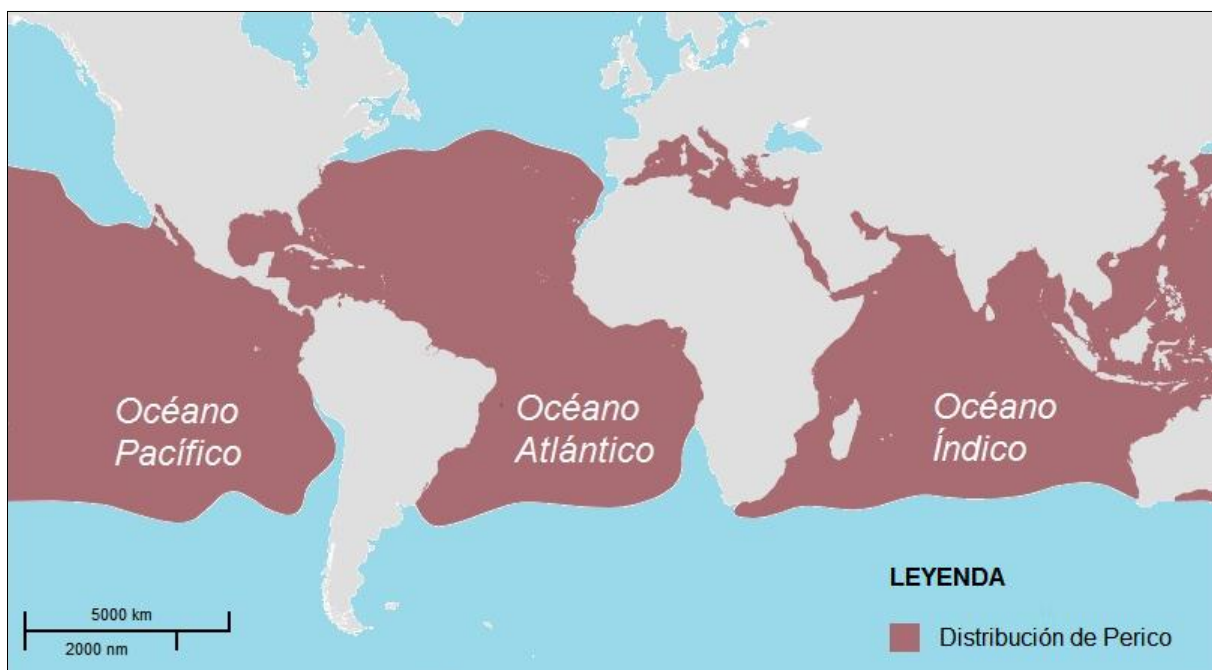 Océano
Pacífico
Océano
Atlántico
Océano
Índico
LEYENDA
Distribución de Perico
5000 km
2000 nm